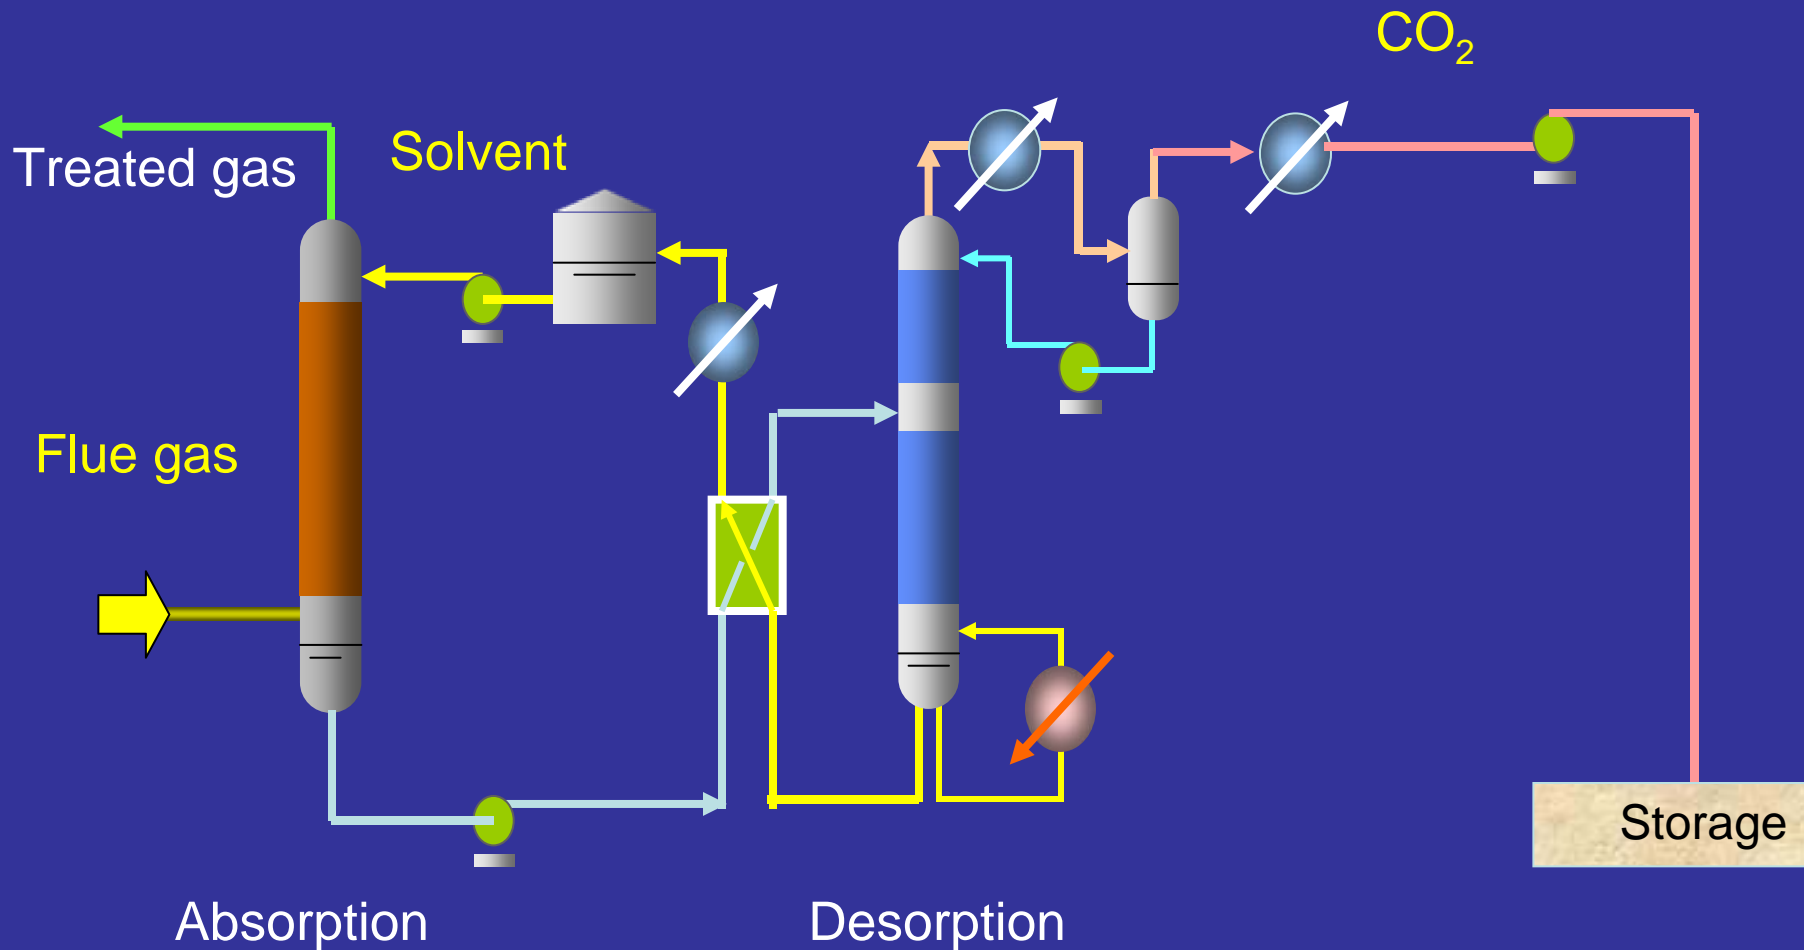 CO₂
Treated gas
Solvent
Flue gas
Storage
Absorption
Desorption